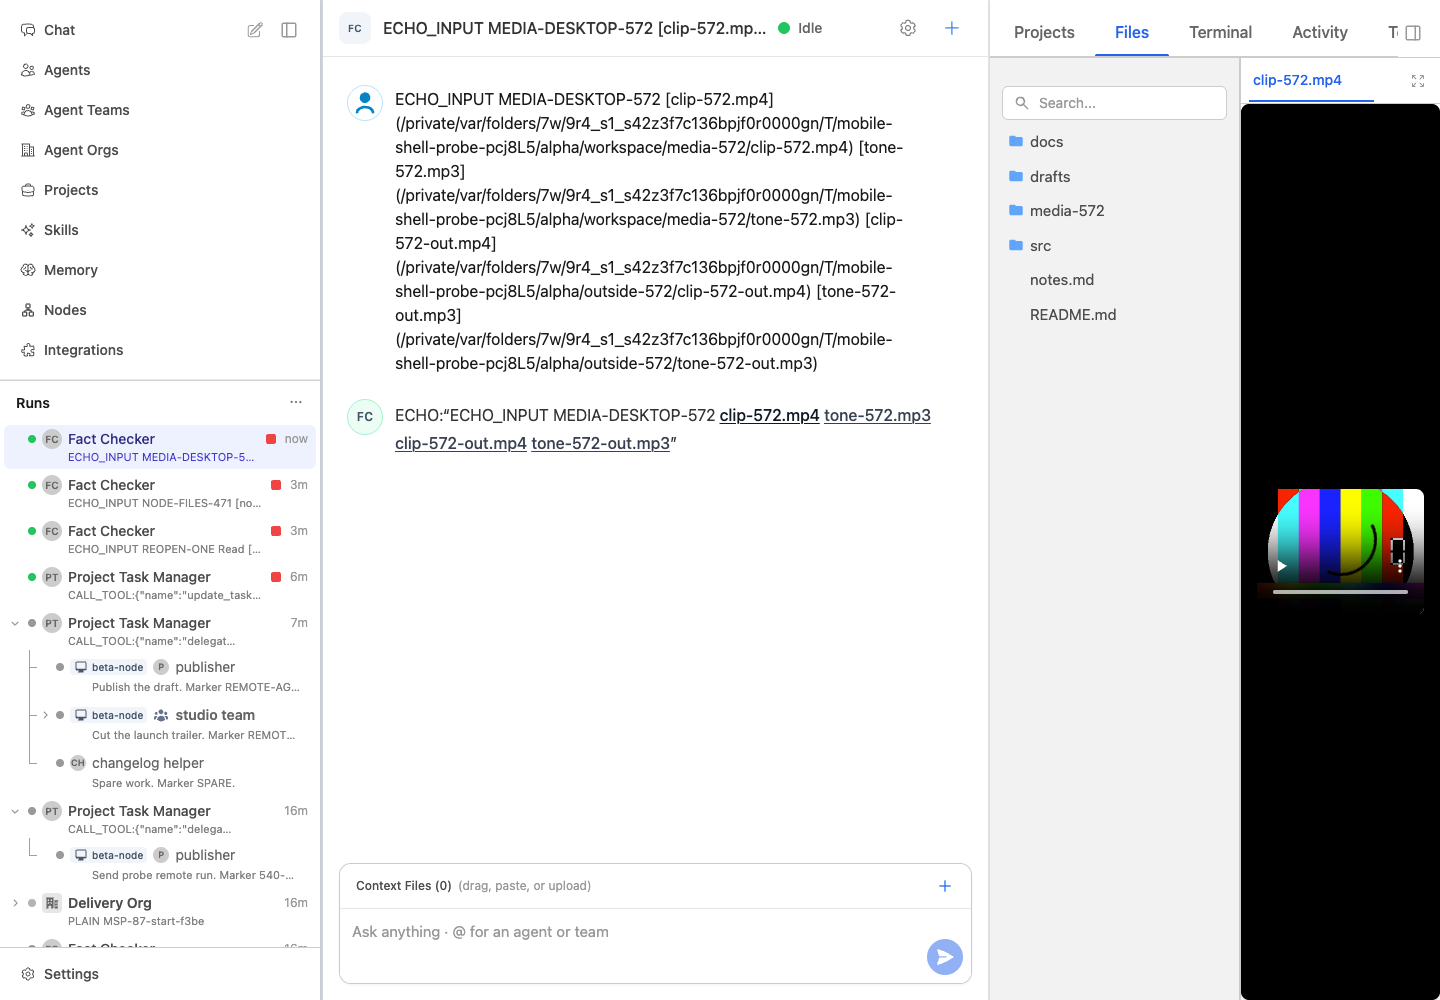 Chat
Agents
Agent Teams
Agent Orgs
Projects
Skills
Memory
Nodes
Integrations
Runs
FC Fact Checker now
ECHO_INPUT MEDIA-DESKTOP-5...
FC Fact Checker 3m
ECHO_INPUT NODE-FILES-471 [no...
FC Fact Checker 3m
ECHO_INPUT REOPEN-ONE Read [...
PT Project Task Manager 6m
CALL_TOOL:{"name":"update_task...
PT Project Task Manager 7m
CALL_TOOL:{"name":"delegat...
beta-node P publisher
Publish the draft. Marker REMOTE-AG...
beta-node studio team
Cut the launch trailer. Marker REMOT...
CH changelog helper
Spare work. Marker SPARE.
PT Project Task Manager 16m
CALL_TOOL:{"name":"delega...
beta-node P publisher
Send probe remote run. Marker 540-...
Delivery Org 16m
PLAIN MSP-87-start-f3be
FC Fact Checker 16m
Settings
FC ECHO_INPUT MEDIA-DESKTOP-572 [clip-572.mp... Idle
ECHO_INPUT MEDIA-DESKTOP-572 [clip-572.mp4]
(/private/var/folders/7w/9r4_s1_s42z3f7c136bpjf0r0000gn/T/mobile-
shell-probe-pcj8L5/alpha/workspace/media-572/clip-572.mp4) [tone-
572.mp3]
(/private/var/folders/7w/9r4_s1_s42z3f7c136bpjf0r0000gn/T/mobile-
shell-probe-pcj8L5/alpha/workspace/media-572/tone-572.mp3) [clip-
572-out.mp4]
(/private/var/folders/7w/9r4_s1_s42z3f7c136bpjf0r0000gn/T/mobile-
shell-probe-pcj8L5/alpha/outside-572/clip-572-out.mp4) [tone-572-
out.mp3]
(/private/var/folders/7w/9r4_s1_s42z3f7c136bpjf0r0000gn/T/mobile-
shell-probe-pcj8L5/alpha/outside-572/tone-572-out.mp3)
FC ECHO:“ECHO_INPUT MEDIA-DESKTOP-572 clip-572.mp4 tone-572.mp3
clip-572-out.mp4 tone-572-out.mp3”
Context Files (0) (drag, paste, or upload)
Ask anything · @ for an agent or team
Projects Files Terminal Activity
Search...
docs
drafts
media-572
src
notes.md
README.md
clip-572.mp4